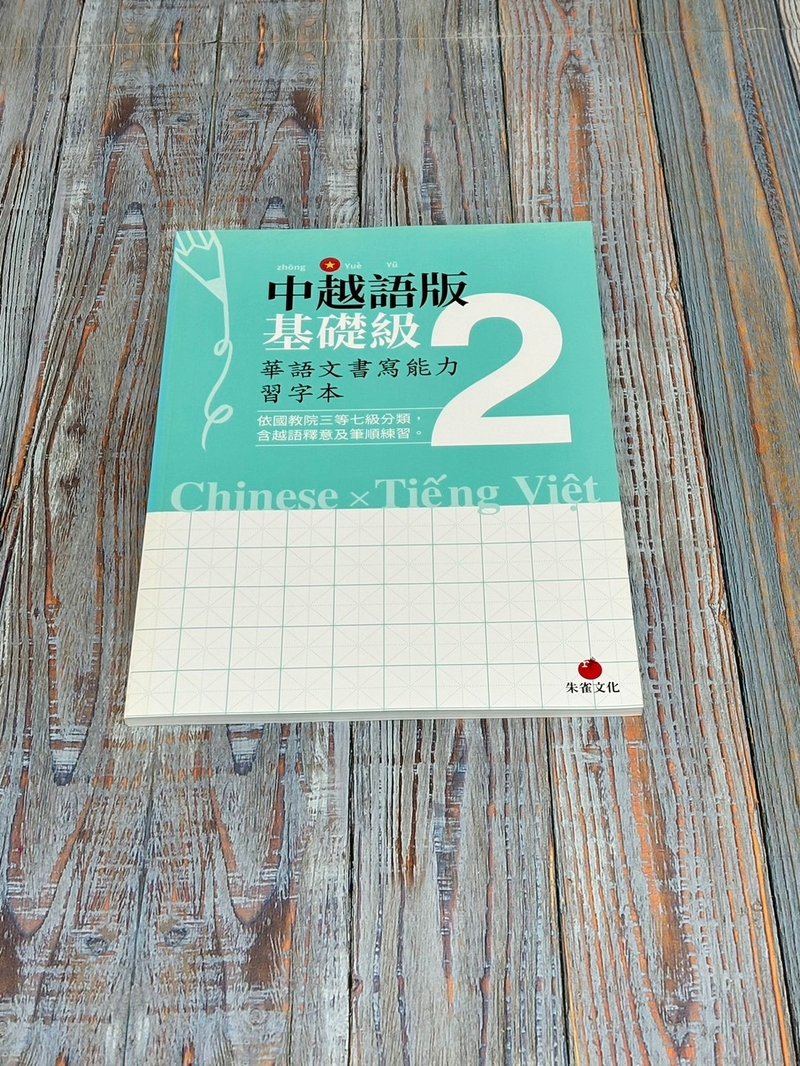 zhōng Yuè Yǔ
中越語版
基礎級
2
華語文書寫能力
習字本
依國教院三等七級分類，
含越語釋意及筆順練習。
Chinese × Tiếng Việt
朱雀文化